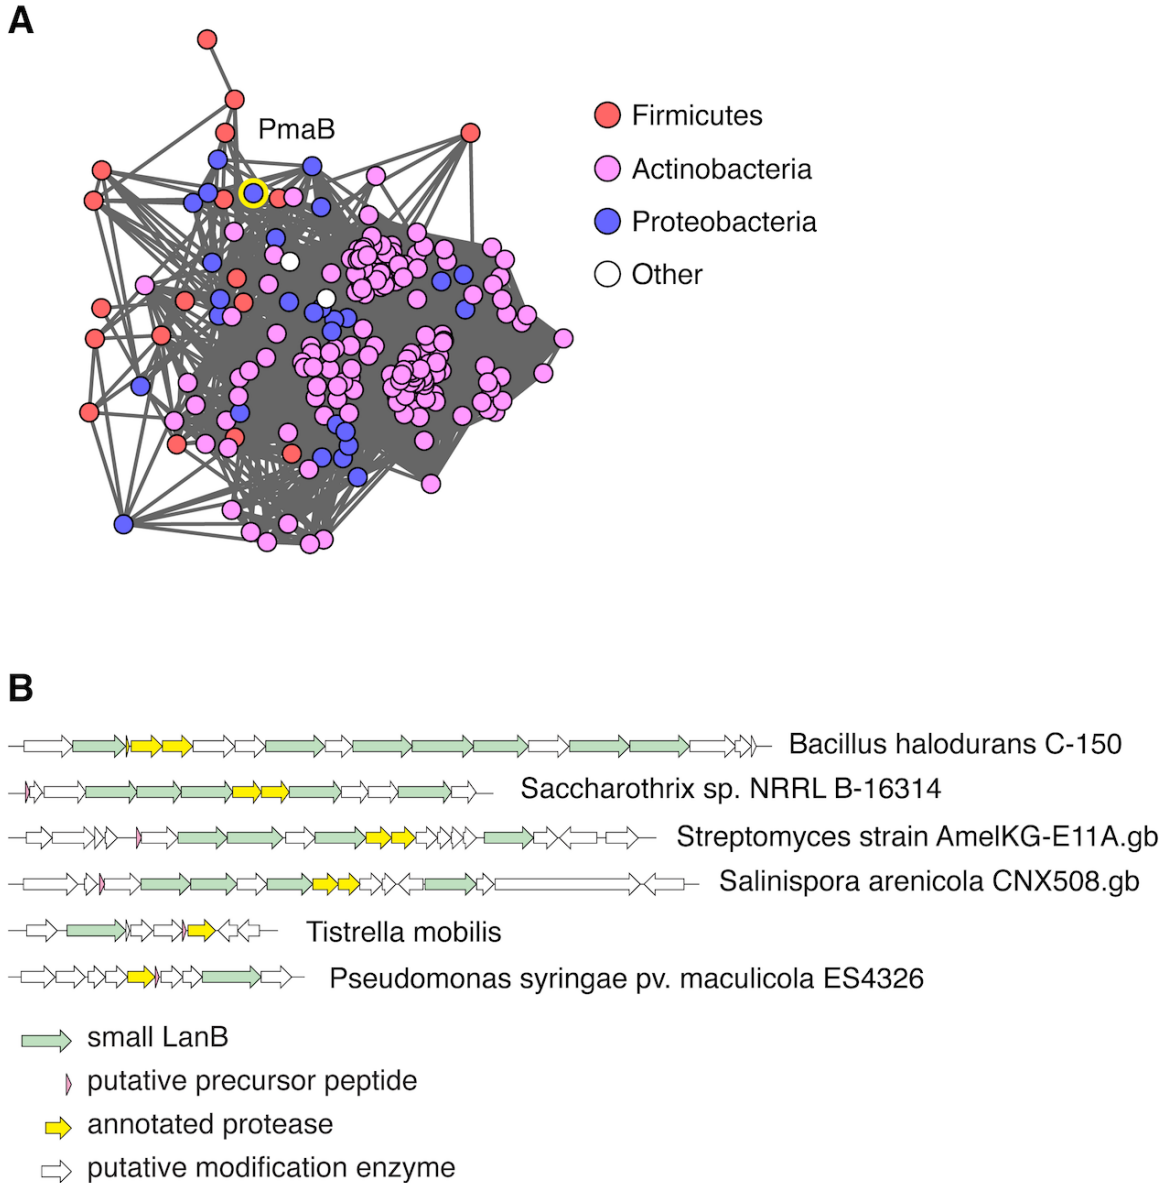 A
PmaB
Firmicutes
Actinobacteria
Proteobacteria
Other
B
Bacillus halodurans C-150
Saccharothrix sp. NRRL B-16314
Streptomyces strain AmelKG-E11A.gb
Salinispora arenicola CNX508.gb
Tistrella mobilis
Pseudomonas syringae pv. maculicola ES4326
small LanB
putative precursor peptide
annotated protease
putative modification enzyme